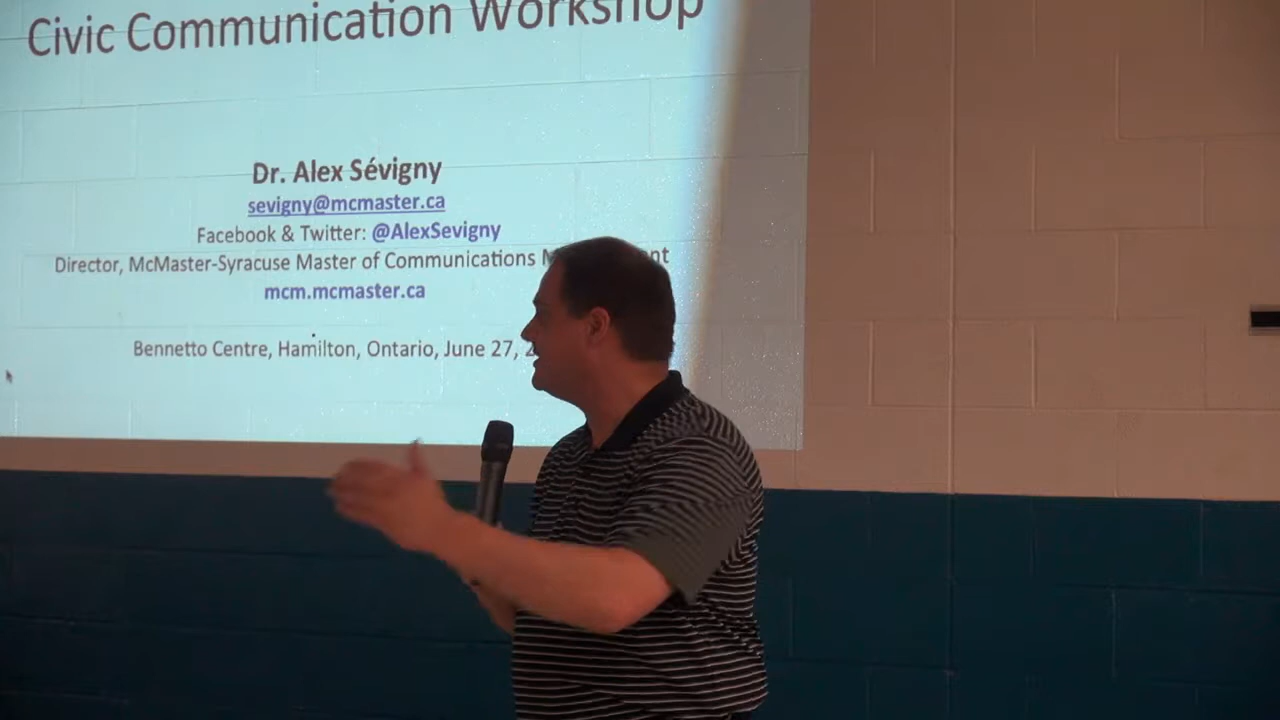 Civic Communication Workshop
Dr. Alex Sévigny
sevigny@mcmaster.ca
Facebook & Twitter: @AlexSevigny
Director, McMaster-Syracuse Master of Communications
mcm.mcmaster.ca
Bennetto Centre, Hamilton, Ontario, June 27,